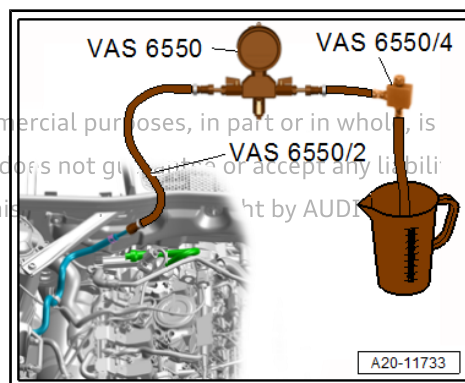 VAS 6550
VAS 6550/4
mercial purposes, in part or in whole, is
does not gu or accept any liabili
VAS 6550/2
ht by AUDI
A20-11733